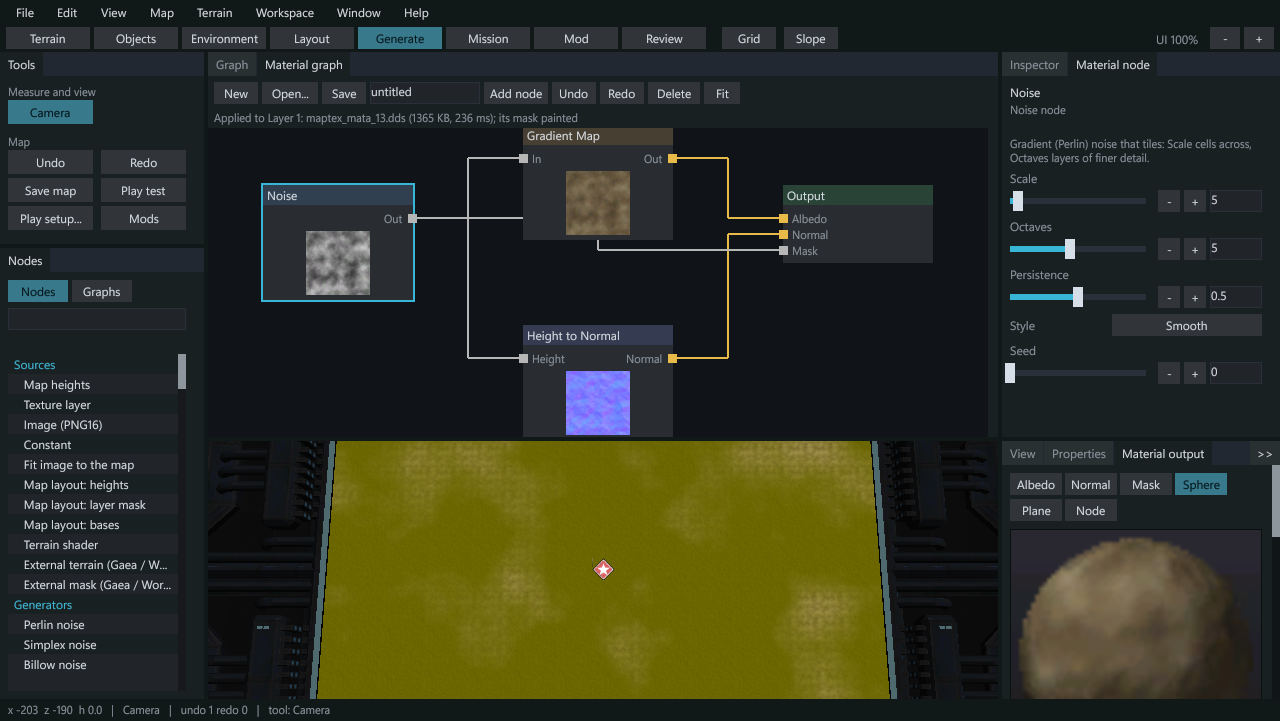 File Edit View Map Terrain Workspace Window Help
Terrain Objects Environment Layout Generate Mission Mod Review Grid Slope UI 100% - +
Tools
Measure and view
Camera
Map
Undo Redo
Save map Play test
Play setup... Mods
Nodes
Nodes Graphs
Sources
Map heights
Texture layer
Image (PNG16)
Constant
Fit image to the map
Map layout: heights
Map layout: layer mask
Map layout: bases
Terrain shader
External terrain (Gaea / W...
External mask (Gaea / Wor...
Generators
Perlin noise
Simplex noise
Billow noise
Graph Material graph
New Open... Save untitled Add node Undo Redo Delete Fit
Applied to Layer 1: maptex_mata_13.dds (1365 KB, 236 ms); its mask painted
Noise
Out
Gradient Map
In Out
Output
Albedo
Normal
Mask
Height to Normal
Height Normal
Inspector Material node
Noise
Noise node
Gradient (Perlin) noise that tiles: Scale cells across,
Octaves layers of finer detail.
Scale
- + 5
Octaves
- + 5
Persistence
- + 0.5
Style Smooth
Seed
- + 0
View Properties Material output >>
Albedo Normal Mask Sphere
Plane Node
x -203 z -190 h 0.0 | Camera | undo 1 redo 0 | tool: Camera